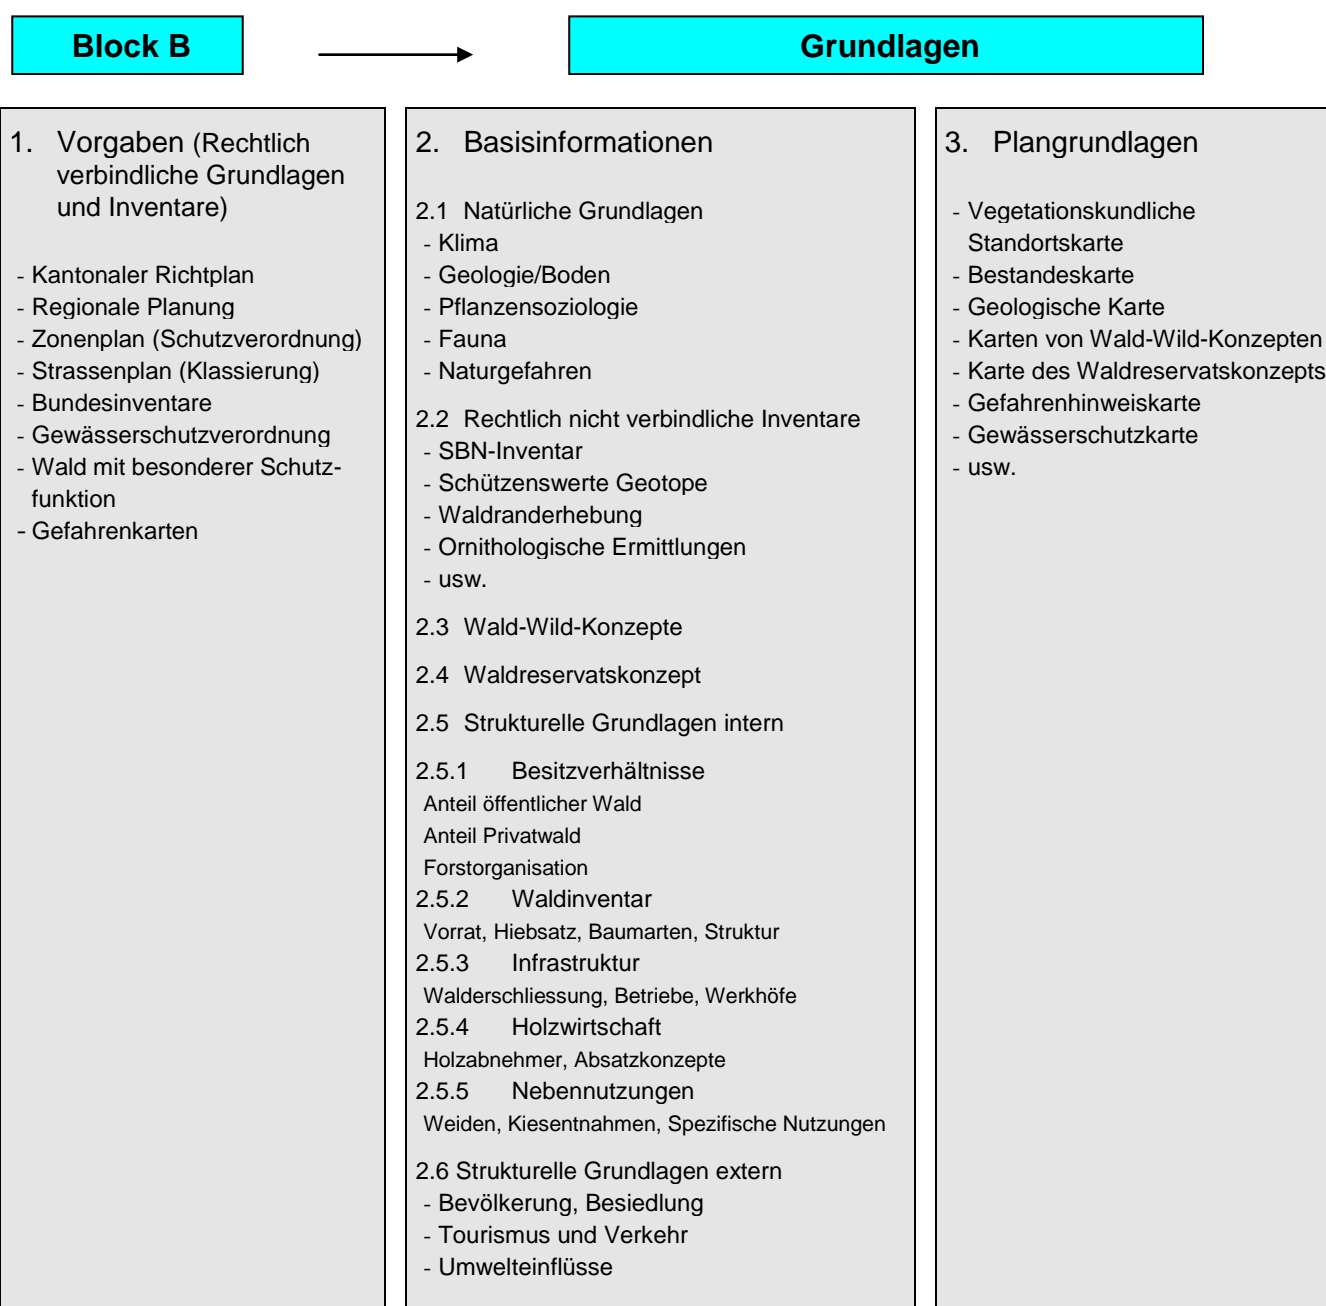 Block B
Grundlagen
1. Vorgaben (Rechtlich
verbindliche Grundlagen
und Inventare)
- Kantonaler Richtplan
- Regionale Planung
- Zonenplan (Schutzverordnung)
- Strassenplan (Klassierung)
- Bundesinventare
- Gewässerschutzverordnung
- Wald mit besonderer Schutz-
funktion
- Gefahrenkarten
2. Basisinformationen
2.1 Natürliche Grundlagen
- Klima
- Geologie/Boden
- Pflanzensoziologie
- Fauna
- Naturgefahren
2.2 Rechtlich nicht verbindliche Inventare
- SBN-Inventar
- Schützenswerte Geotope
- Waldranderhebung
- Ornithologische Ermittlungen
- usw.
2.3 Wald-Wild-Konzepte
2.4 Waldreservatskonzept
2.5 Strukturelle Grundlagen intern
2.5.1 Besitzverhältnisse
Anteil öffentlicher Wald
Anteil Privatwald
Forstorganisation
2.5.2 Waldinventar
Vorrat, Hiebsatz, Baumarten, Struktur
2.5.3 Infrastruktur
Walderschliessung, Betriebe, Werkhöfe
2.5.4 Holzwirtschaft
Holzabnehmer, Absatzkonzepte
2.5.5 Nebennutzungen
Weiden, Kiesentnahmen, Spezifische Nutzungen
2.6 Strukturelle Grundlagen extern
- Bevölkerung, Besiedlung
- Tourismus und Verkehr
- Umwelteinflüsse
3. Plangrundlagen
- Vegetationskundliche
Standortskarte
- Bestandeskarte
- Geologische Karte
- Karten von Wald-Wild-Konzepten
- Karte des Waldreservatskonzepts
- Gefahrenhinweiskarte
- Gewässerschutzkarte
- usw.